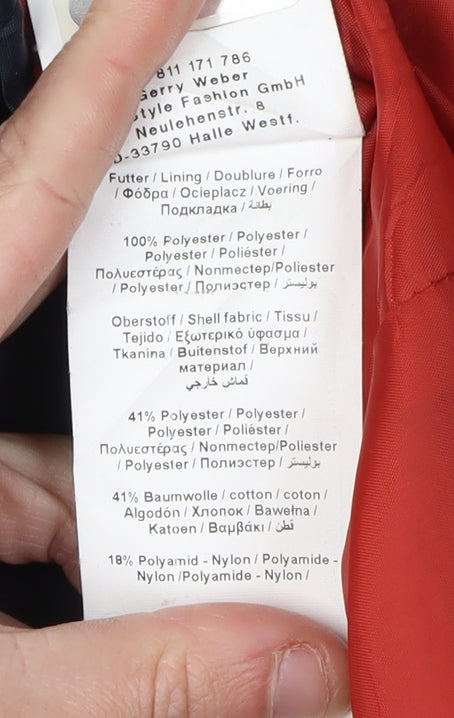 811 171 786
Gerry Weber
Style Fashion GmbH
Neulehenstr. 8
D-33790 Halle Westf.
Futter / Lining / Doublure / Forro
/ Φόδρα / Ocieplacz / Voering /
Подкладка / بطانة
100% Polyester / Polyester /
Polyester / Poliéster /
Πολυεστέρας / Nonmectep/Poliester
/ Polyester / Полиэстер / بوليستر
Oberstoff / Shell fabric / Tissu /
Tejido / Εξωτερικό ύφασμα /
Tkanina / Buitenstof / Верхний
материал /
قماش خارجي
41% Polyester / Polyester /
Polyester / Poliéster /
Πολυεστέρας / Nonmectep/Poliester
/ Polyester / Полиэстер / بوليستر
41% Baumwolle / cotton / coton /
Algodón / Хлопок / Bawełna /
Katoen / Βαμβάκι / قطن
18% Polyamid - Nylon / Polyamide -
Nylon /Polyamide - Nylon /